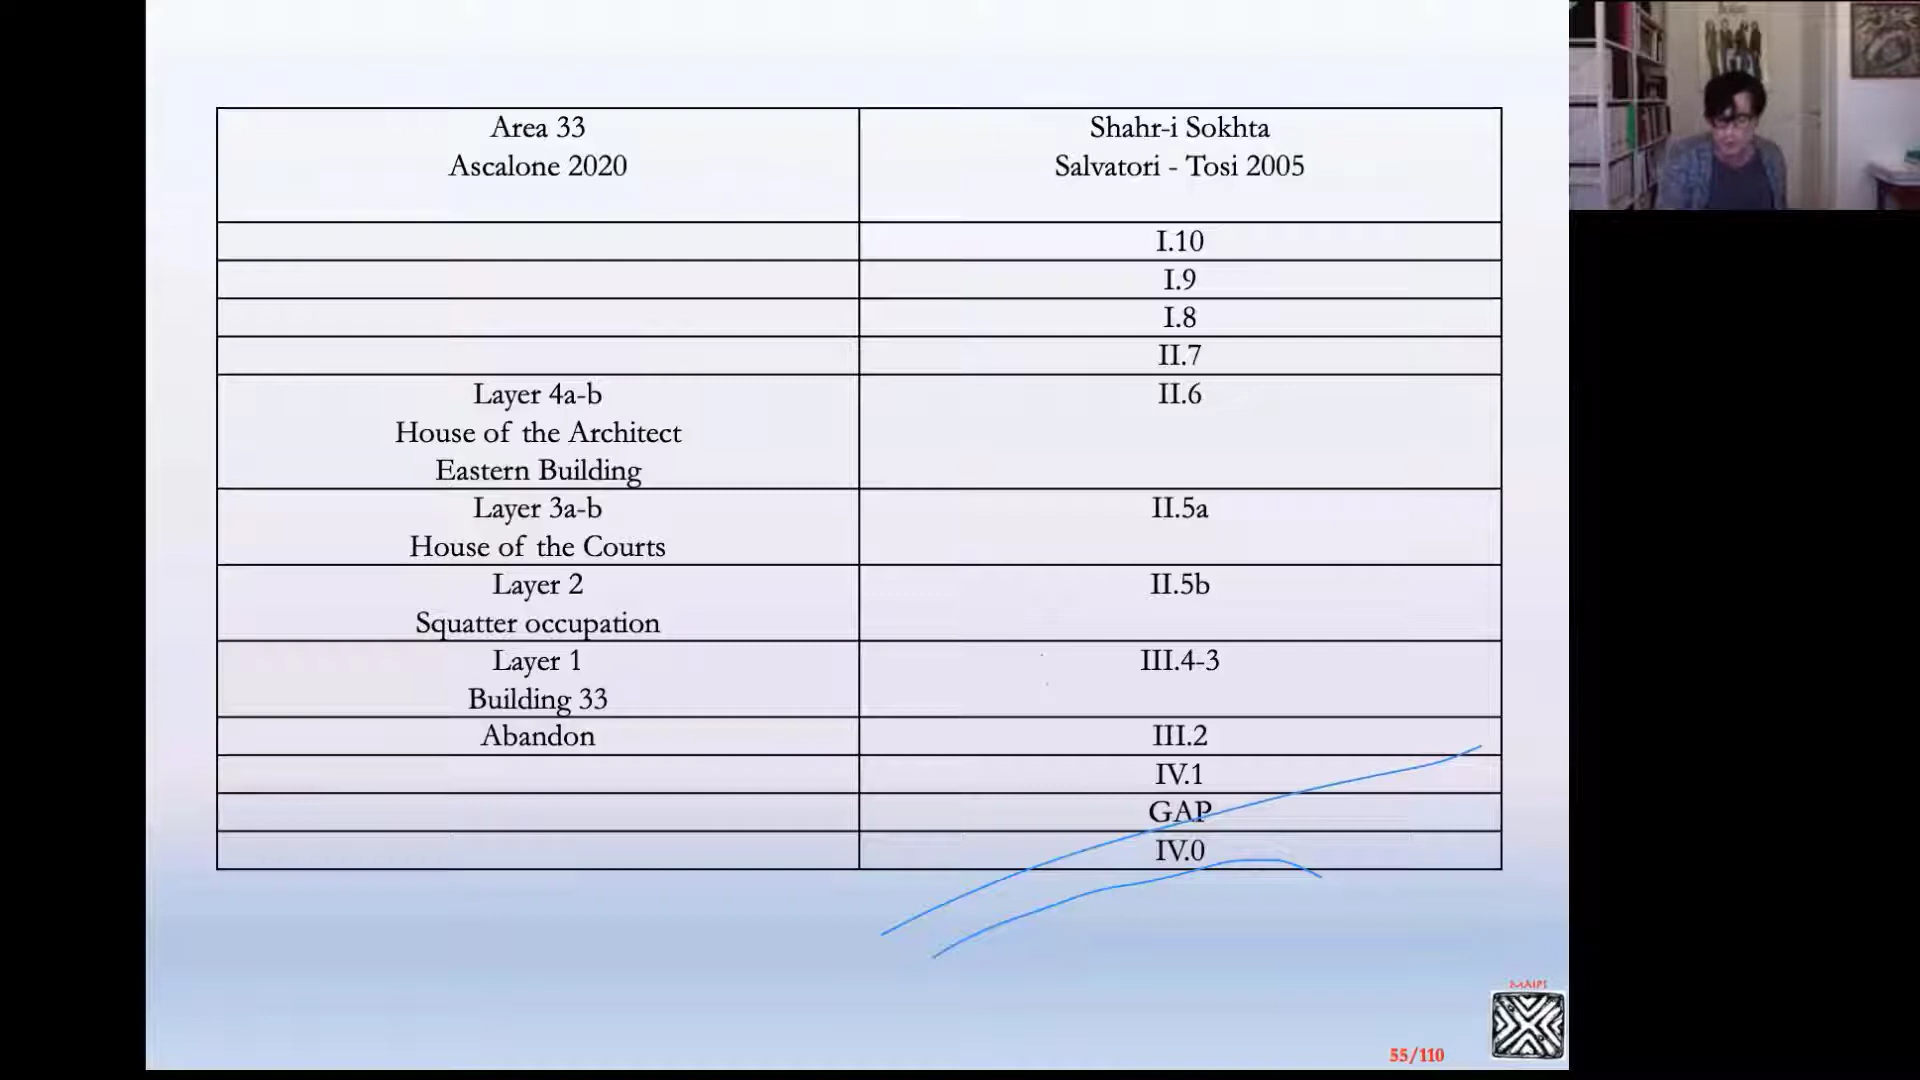 Area 33
Ascalone 2020
Shahr-i Sokhta
Salvatori - Tosi 2005
I.10
I.9
I.8
II.7
Layer 4a-b
House of the Architect
Eastern Building
II.6
Layer 3a-b
House of the Courts
II.5a
Layer 2
Squatter occupation
II.5b
Layer 1
Building 33
III.4-3
Abandon
III.2
IV.1
GAP
IV.0
MAIPS
55/110